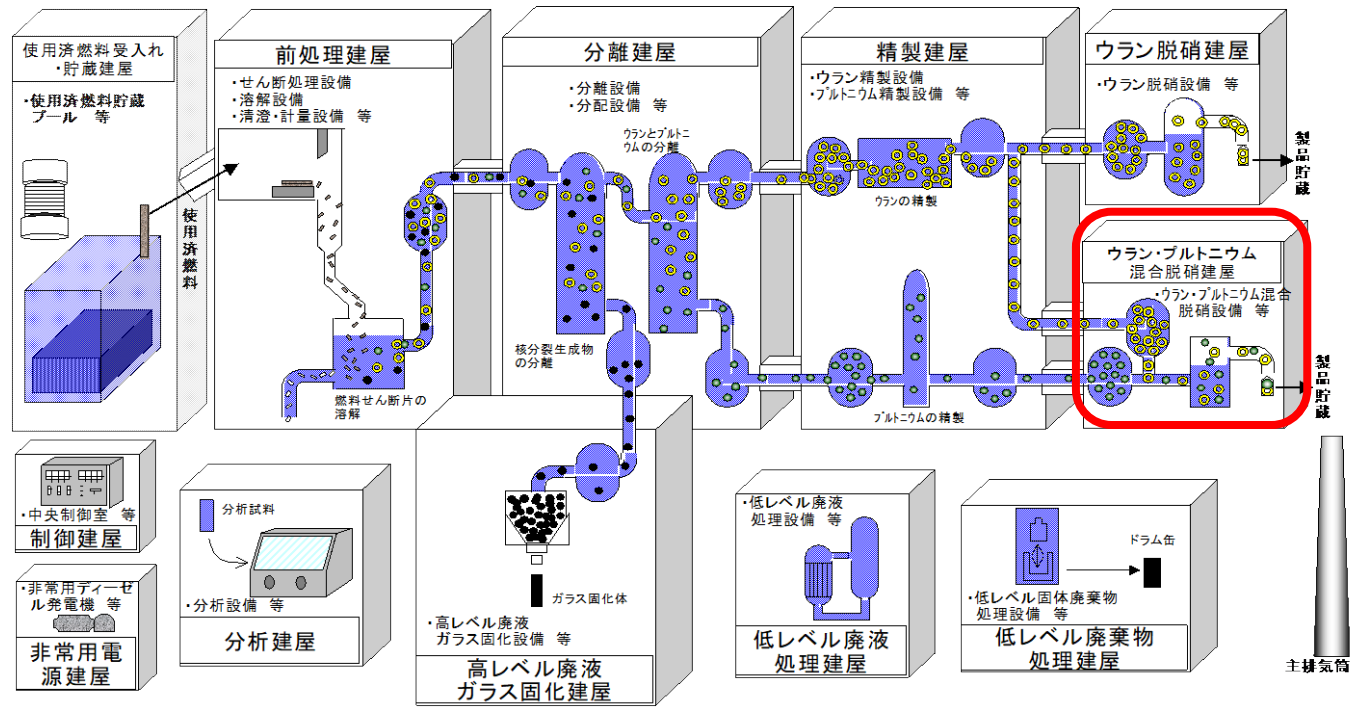 使用済燃料受入れ
・貯蔵建屋
・使用済燃料貯蔵
プール 等
使用済燃料
前処理建屋
・せん断処理設備
・溶解設備
・清澄・計量設備 等
燃料せん断片の
溶解
分離建屋
・分離設備
・分配設備 等
ウランとプルトニ
ウムの分離
核分裂生成物
の分離
精製建屋
・ウラン精製設備
・プルトニウム精製設備 等
ウランの精製
プルトニウムの精製
ウラン脱硝建屋
・ウラン脱硝設備 等
製品貯蔵
ウラン・プルトニウム
混合脱硝建屋
・ウラン・プルトニウム混合
脱硝設備 等
製品貯蔵
・中央制御室 等
制御建屋
・非常用ディーゼ
ル発電機 等
非常用電
源建屋
分析試料
・分析設備 等
分析建屋
ガラス固化体
・高レベル廃液
ガラス固化設備 等
高レベル廃液
ガラス固化建屋
・低レベル廃液
処理設備 等
低レベル廃液
処理建屋
ドラム缶
・低レベル固体廃棄物
処理設備 等
低レベル廃棄物
処理建屋
主排気筒